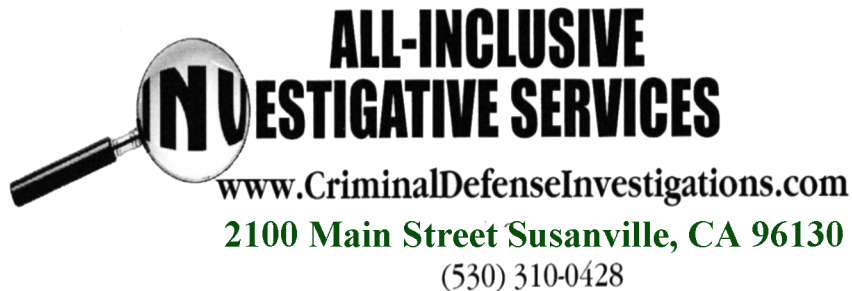 ALL-INCLUSIVE
INVESTIGATIVE SERVICES
www.CriminalDefenseInvestigations.com
2100 Main Street Susanville, CA 96130
(530) 310-0428